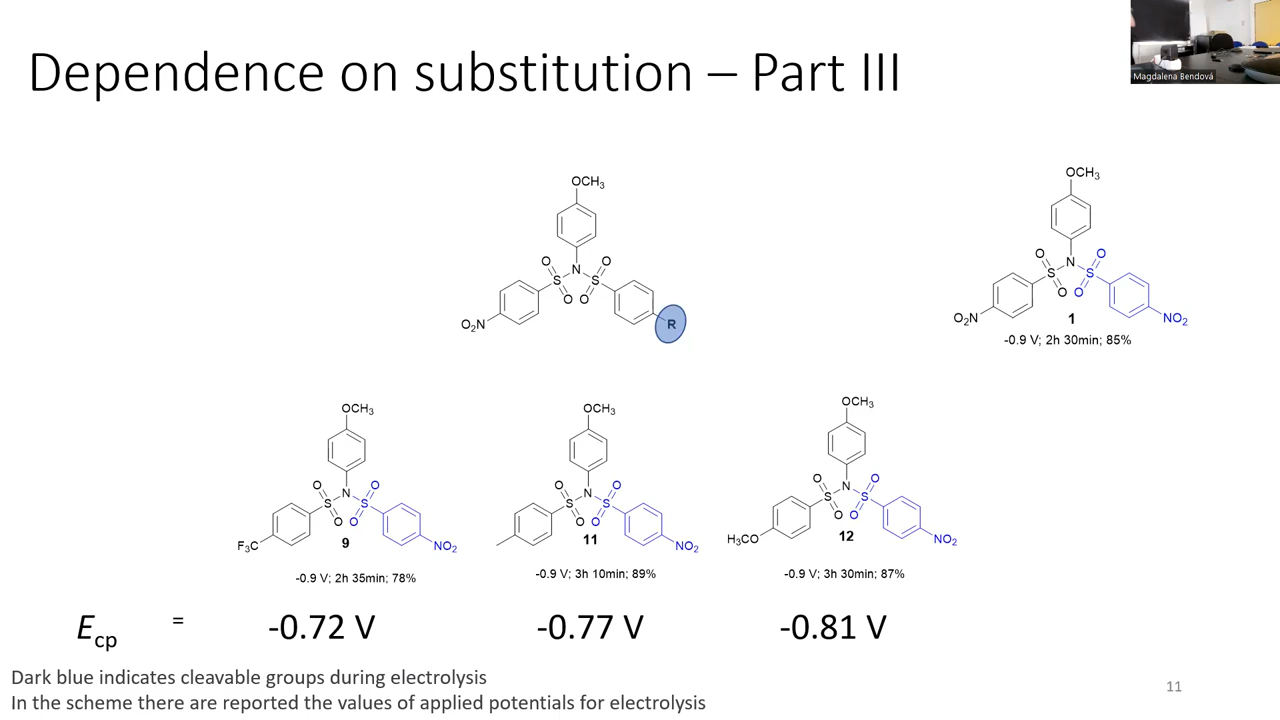 Dependence on substitution – Part III
Magdalena Bendová
OCH₃
N
O
O
S
S
O
O
O₂N
R
OCH₃
O
O
N
S
S
O
O
O₂N
NO₂
1
-0.9 V; 2h 30min; 85%
OCH₃
O
O
N
S
S
O
O
F₃C
NO₂
9
-0.9 V; 2h 35min; 78%
OCH₃
O
O
N
S
S
O
O
NO₂
11
-0.9 V; 3h 10min; 89%
OCH₃
O
O
N
S
S
O
O
H₃CO
NO₂
12
-0.9 V; 3h 30min; 87%
Ecp = -0.72 V -0.77 V -0.81 V
Dark blue indicates cleavable groups during electrolysis
In the scheme there are reported the values of applied potentials for electrolysis
11